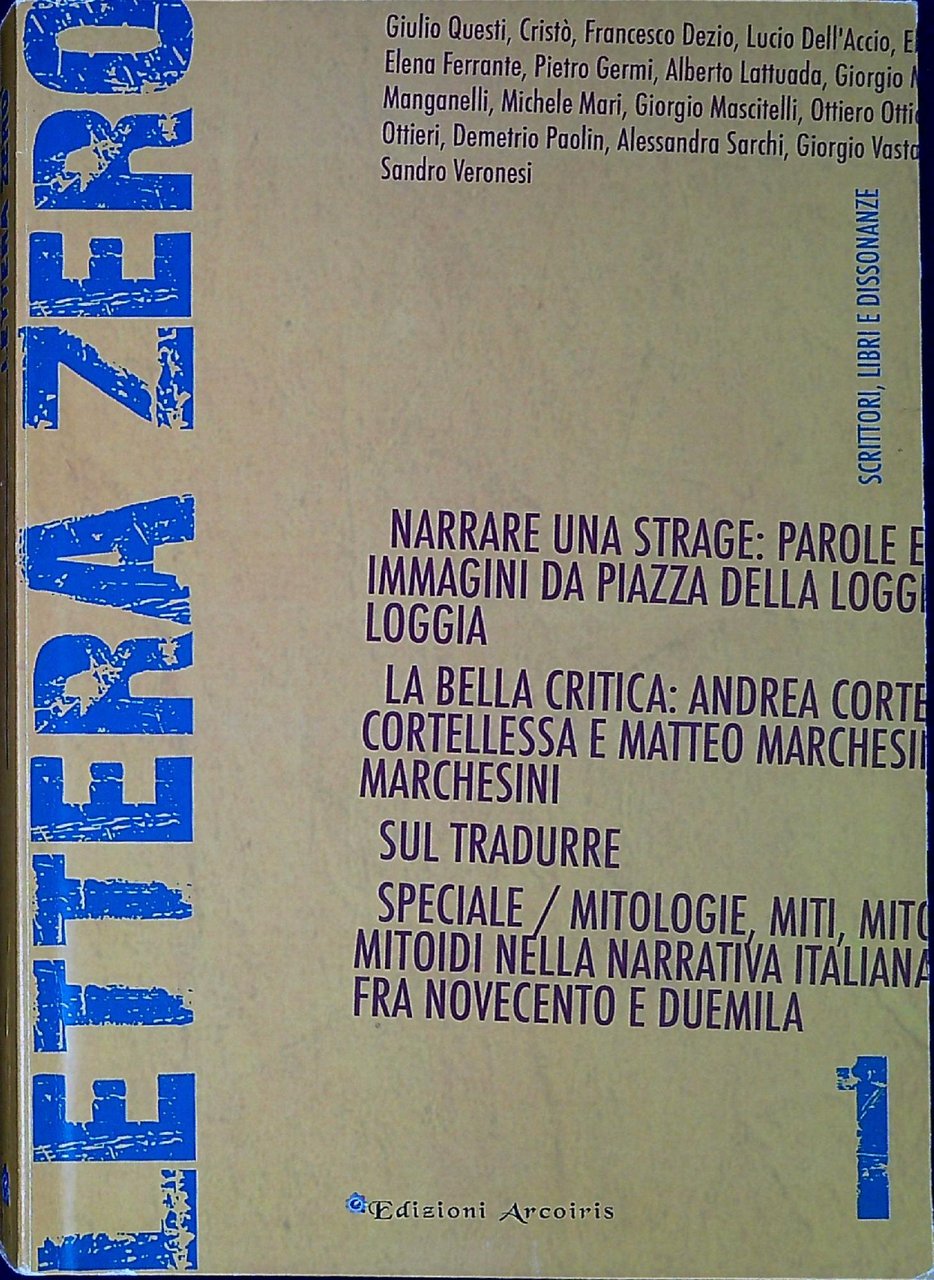 LETTERA ZERO
Giulio Questi, Cristò, Francesco Dezio, Lucio Dell'Accio,
Elena Ferrante, Pietro Germi, Alberto Lattuada, Giorgio
Manganelli, Michele Mari, Giorgio Mascitelli, Ottiero
Ottieri, Demetrio Paolin, Alessandra Sarchi, Giorgio
Sandro Veronesi
SCRITTORI, LIBRI E DISSONANZE
NARRARE UNA STRAGE: PAROLE E
IMMAGINI DA PIAZZA DELLA
LOGGIA
LA BELLA CRITICA: ANDREA
CORTELLESSA E MATTEO
MARCHESINI
SUL TRADURRE
SPECIALE / MITOLOGIE, MITI,
MITOIDI NELLA NARRATIVA ITALIANA
FRA NOVECENTO E DUEMILA
1
Edizioni Arcoiris